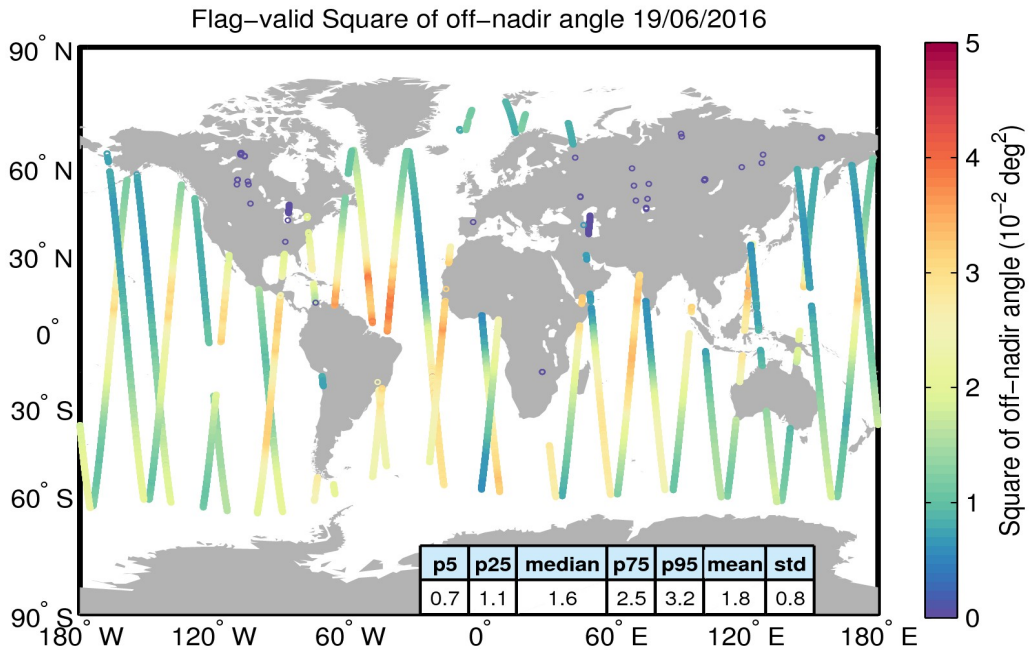 Flag−valid Square of off−nadir angle 19/06/2016
90° N
60° N
30° N
0°
30° S
60° S
90° S
180° W
120° W
60° W
0°
60° E
120° E
180° E
p5 p25 median p75 p95 mean std
0.7 1.1 1.6 2.5 3.2 1.8 0.8
5
4
3
2
1
0
Square of off−nadir angle (10⁻² deg²)